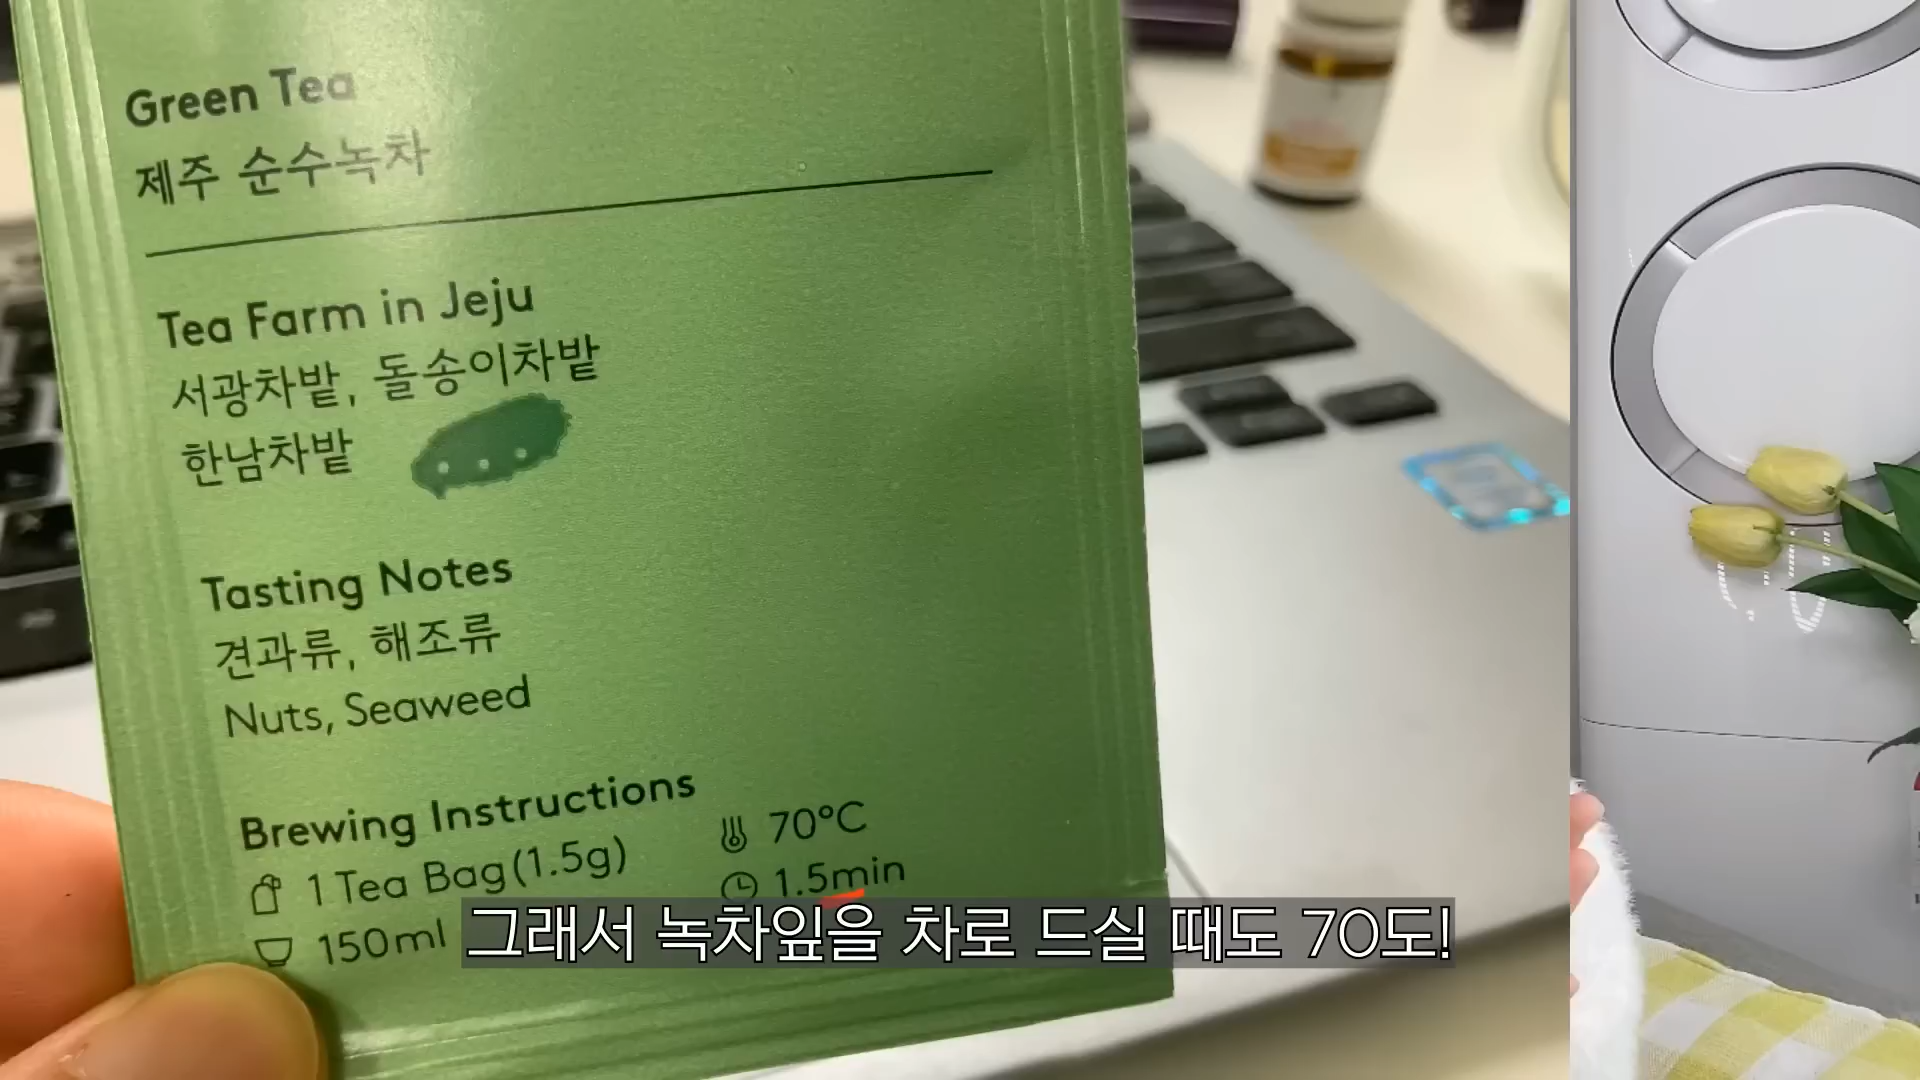 Green Tea
제주 순수녹차
Tea Farm in Jeju
서광차밭, 돌송이차밭
한남차밭
Tasting Notes
견과류, 해조류
Nuts, Seaweed
Brewing Instructions
1 Tea Bag(1.5g)
70°C
150ml
1.5min
그래서 녹차잎을 차로 드실 때도 70도!